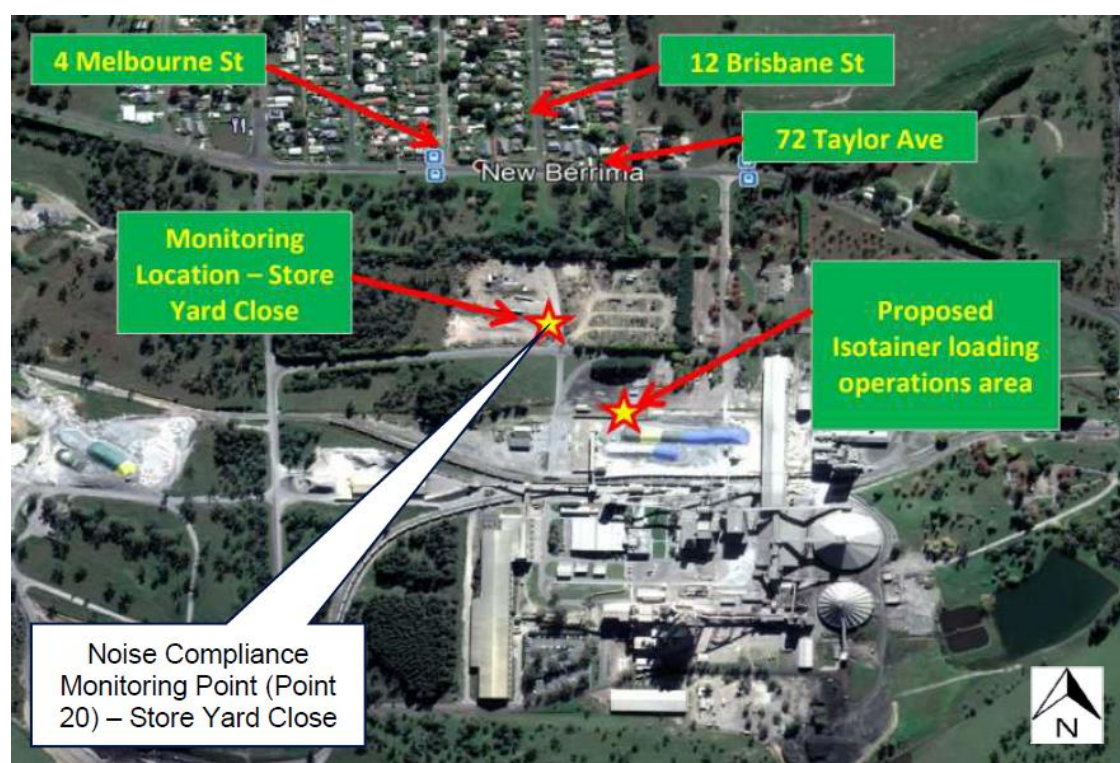 4 Melbourne St
12 Brisbane St
72 Taylor Ave
New Berrima
Monitoring
Location – Store
Yard Close
Proposed
Isotainer loading
operations area
Noise Compliance
Monitoring Point (Point
20) – Store Yard Close
N